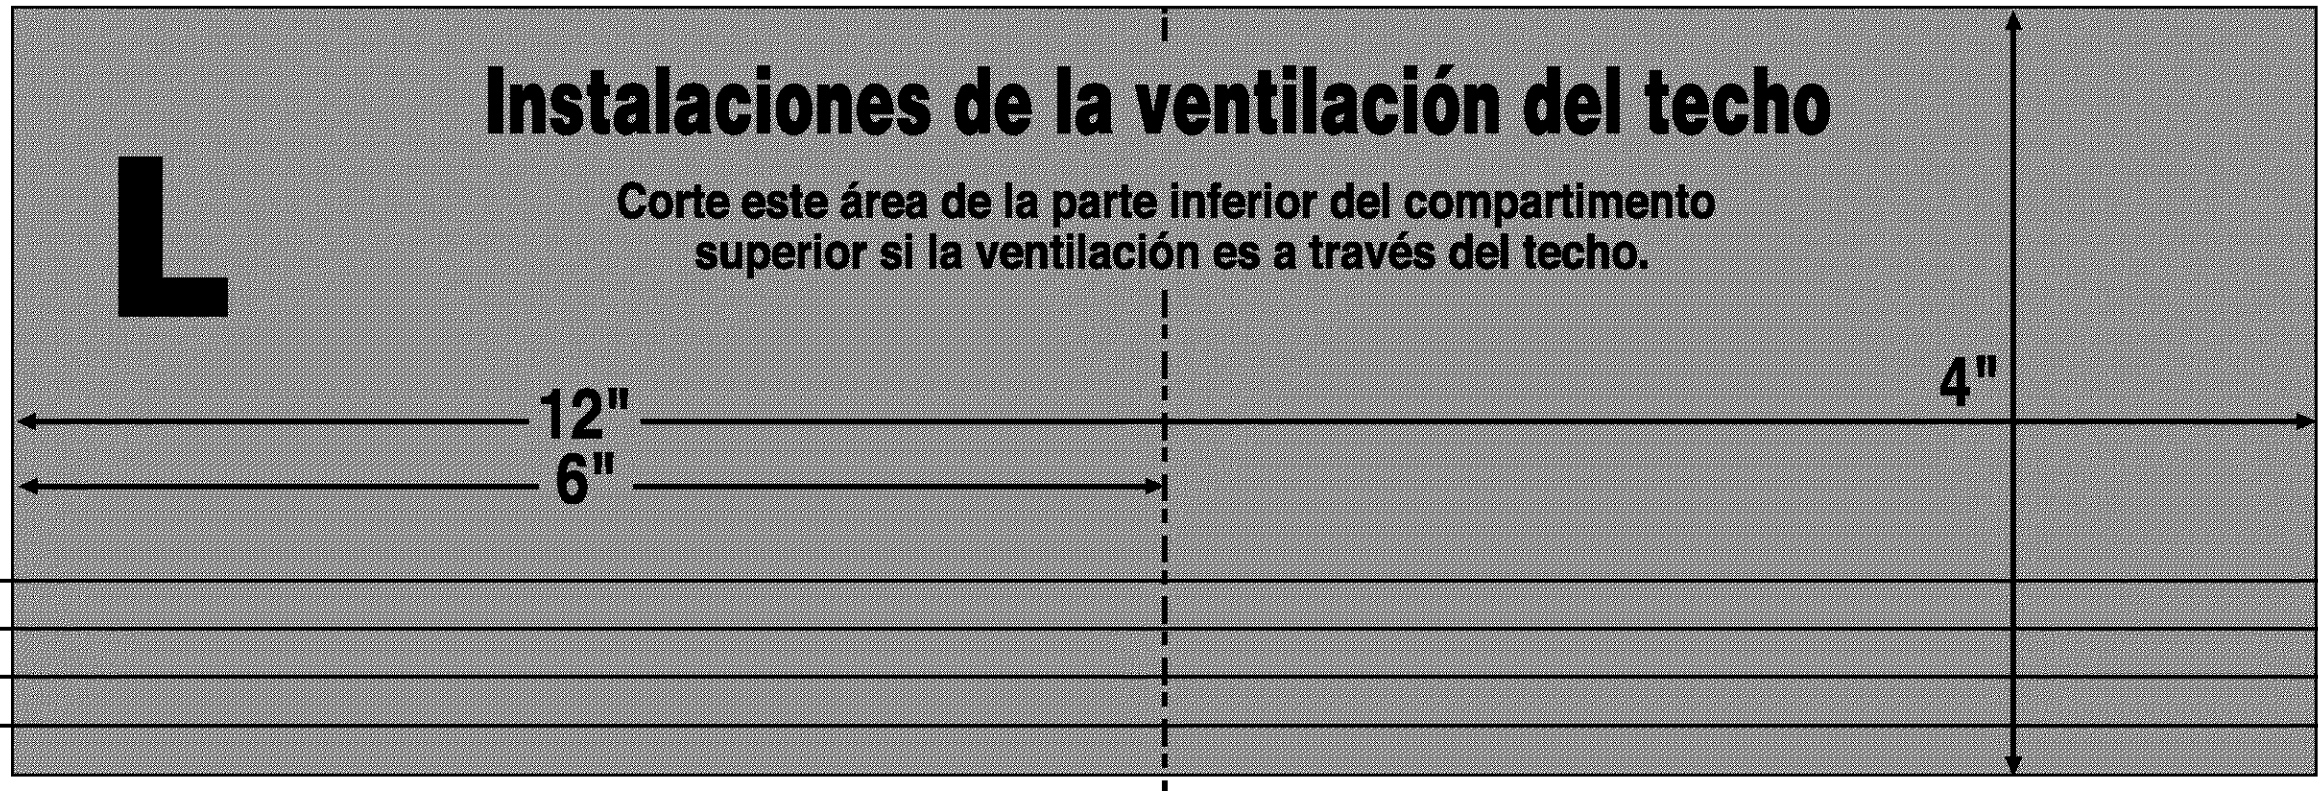 Instalaciones de la ventilación del techo
L
Corte este área de la parte inferior del compartimento
superior si la ventilación es a través del techo.
4"
12"
6"